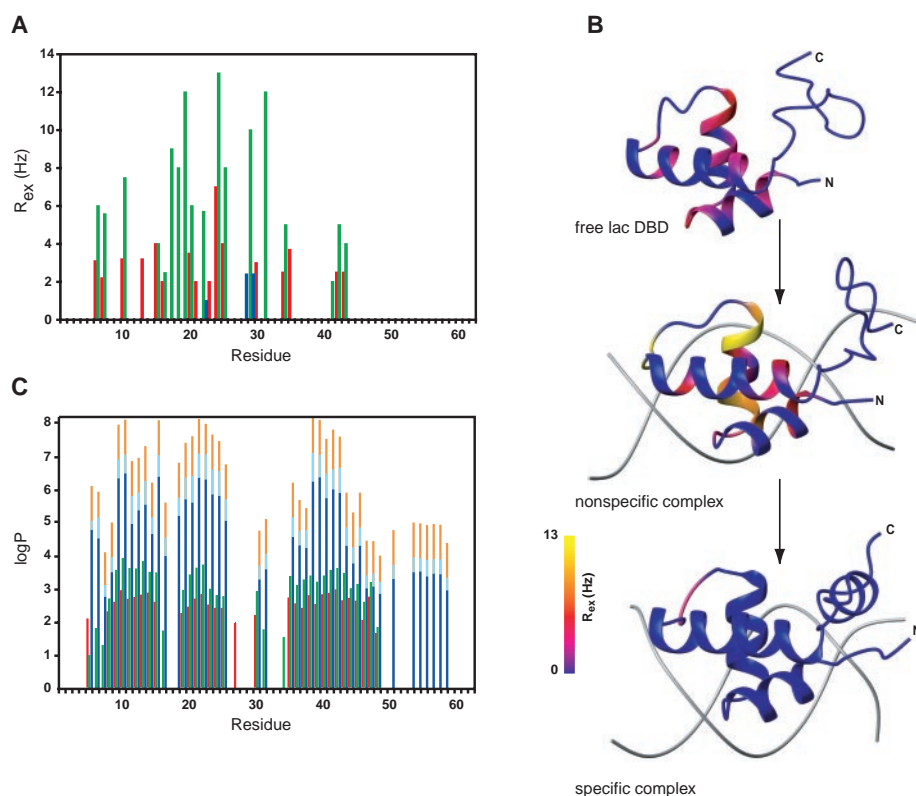 A
14
12
10
8
6
4
2
0
R_ex (Hz)
10 20 30 40 50 60
Residue
C
8
7
6
5
4
3
2
1
0
logP
10 20 30 40 50 60
Residue
B
C
N
free lac DBD
C
N
nonspecific complex
13
R_ex (Hz)
0
C
N
specific complex